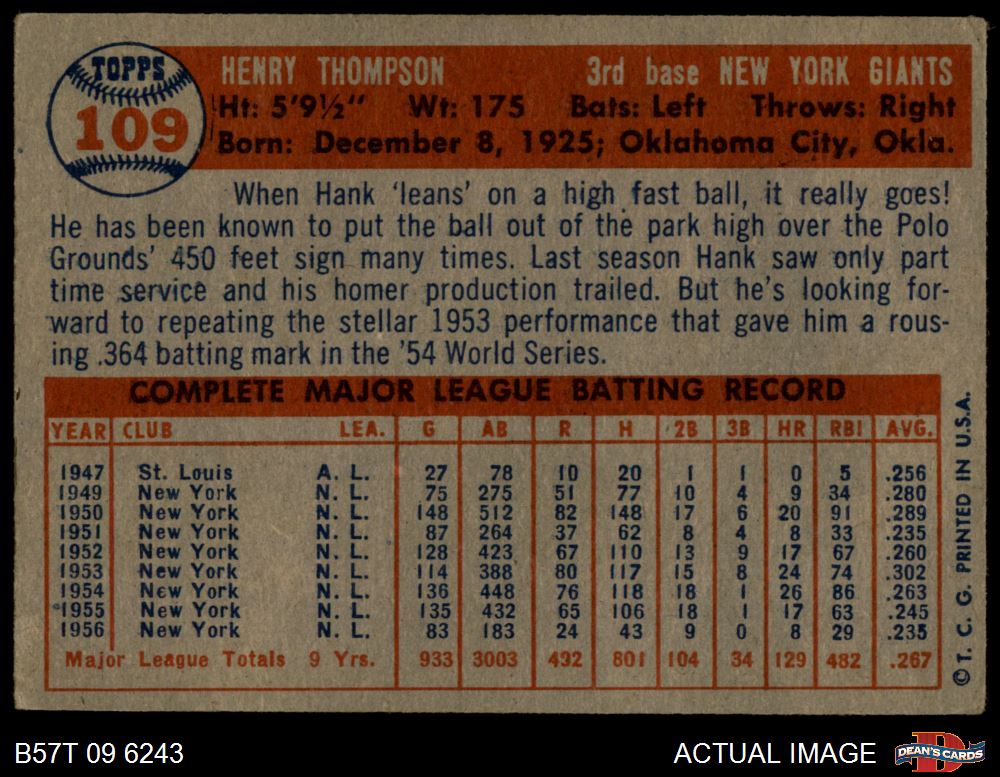 TOPPS
109
HENRY THOMPSON 3rd base NEW YORK GIANTS
Ht: 5'9½" Wt: 175 Bats: Left Throws: Right
Born: December 8, 1925; Oklahoma City, Okla.
When Hank 'leans' on a high fast ball, it really goes!
He has been known to put the ball out of the park high over the Polo
Grounds' 450 feet sign many times. Last season Hank saw only part
time service and his homer production trailed. But he's looking for-
ward to repeating the stellar 1953 performance that gave him a rous-
ing .364 batting mark in the '54 World Series.
COMPLETE MAJOR LEAGUE BATTING RECORD
YEAR CLUB LEA. G AB R H 2B 3B HR RBI AVG.
1947 St. Louis A. L. 27 78 10 20 1 1 0 5 .256
1949 New York N. L. 75 275 51 77 10 4 9 34 .280
1950 New York N. L. 148 512 82 148 17 6 20 91 .289
1951 New York N. L. 87 264 37 62 8 4 8 33 .235
1952 New York N. L. 128 423 67 110 13 9 17 67 .260
1953 New York N. L. 114 388 80 117 15 8 24 74 .302
1954 New York N. L. 136 448 76 118 18 1 26 86 .263
1955 New York N. L. 135 432 65 106 18 1 17 63 .245
1956 New York N. L. 83 183 24 43 9 0 8 29 .235
Major League Totals 9 Yrs. 933 3003 492 801 104 34 129 482 .267
© T. C. G. PRINTED IN U.S.A.
B57T 09 6243
ACTUAL IMAGE
D
DEAN'S CARDS